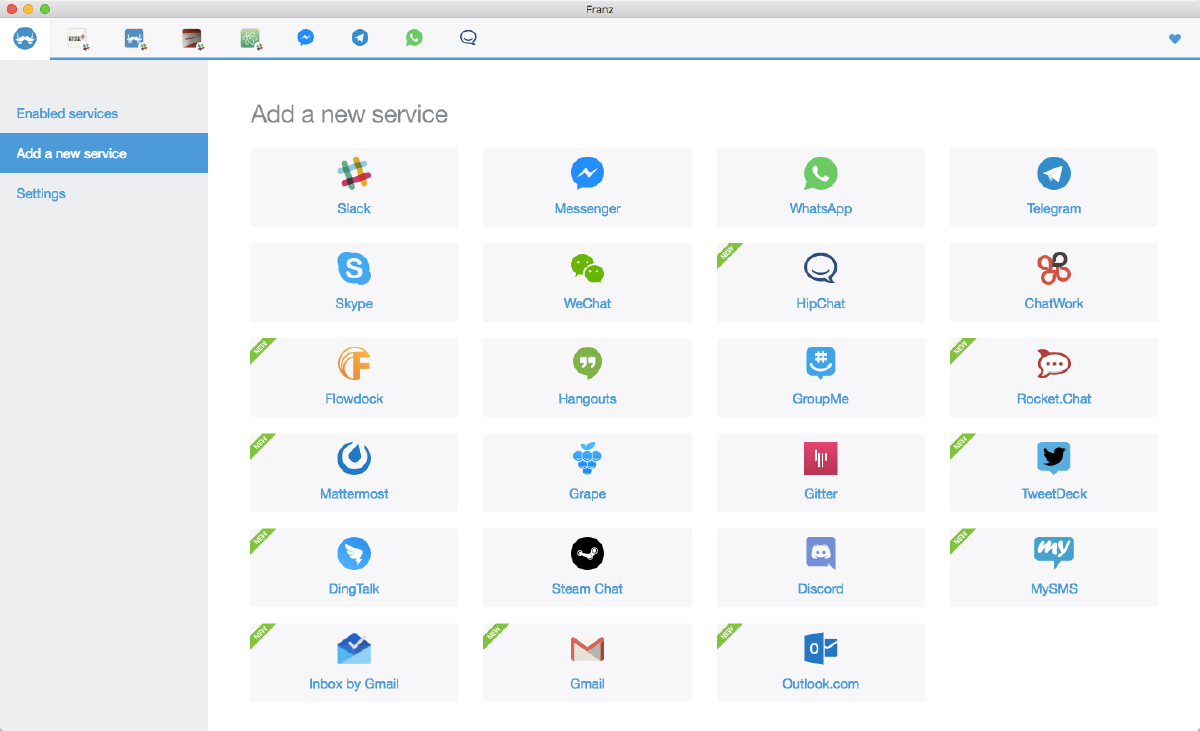 Franz
Enabled services
Add a new service
Settings
Add a new service
Slack
Messenger
WhatsApp
Telegram
Skype
WeChat
NEW
HipChat
ChatWork
NEW
Flowdock
Hangouts
GroupMe
NEW
Rocket.Chat
NEW
Mattermost
Grape
Gitter
NEW
TweetDeck
NEW
DingTalk
Steam Chat
Discord
NEW
my
MySMS
NEW
Inbox by Gmail
NEW
Gmail
NEW
Outlook.com